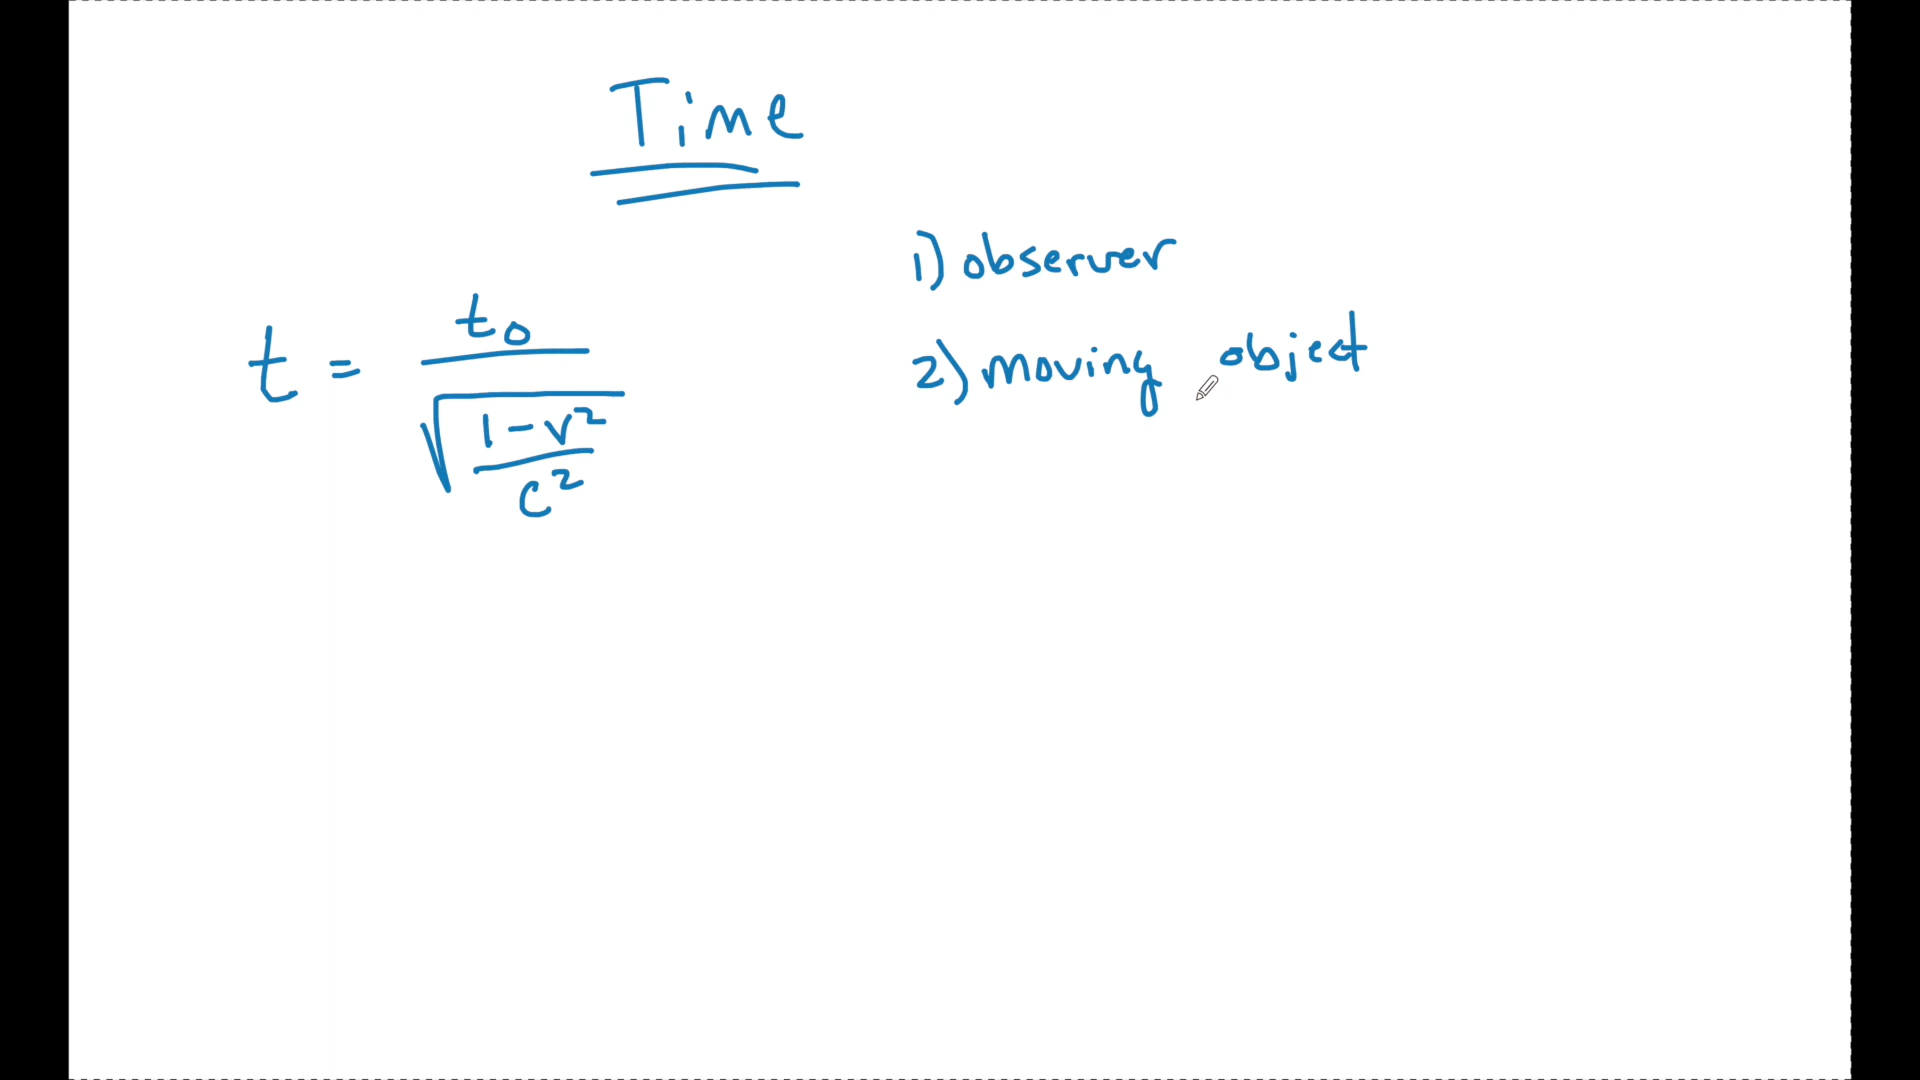 Time
t = t₀ / √((1-v²)/c²)
1) observer
2) moving object